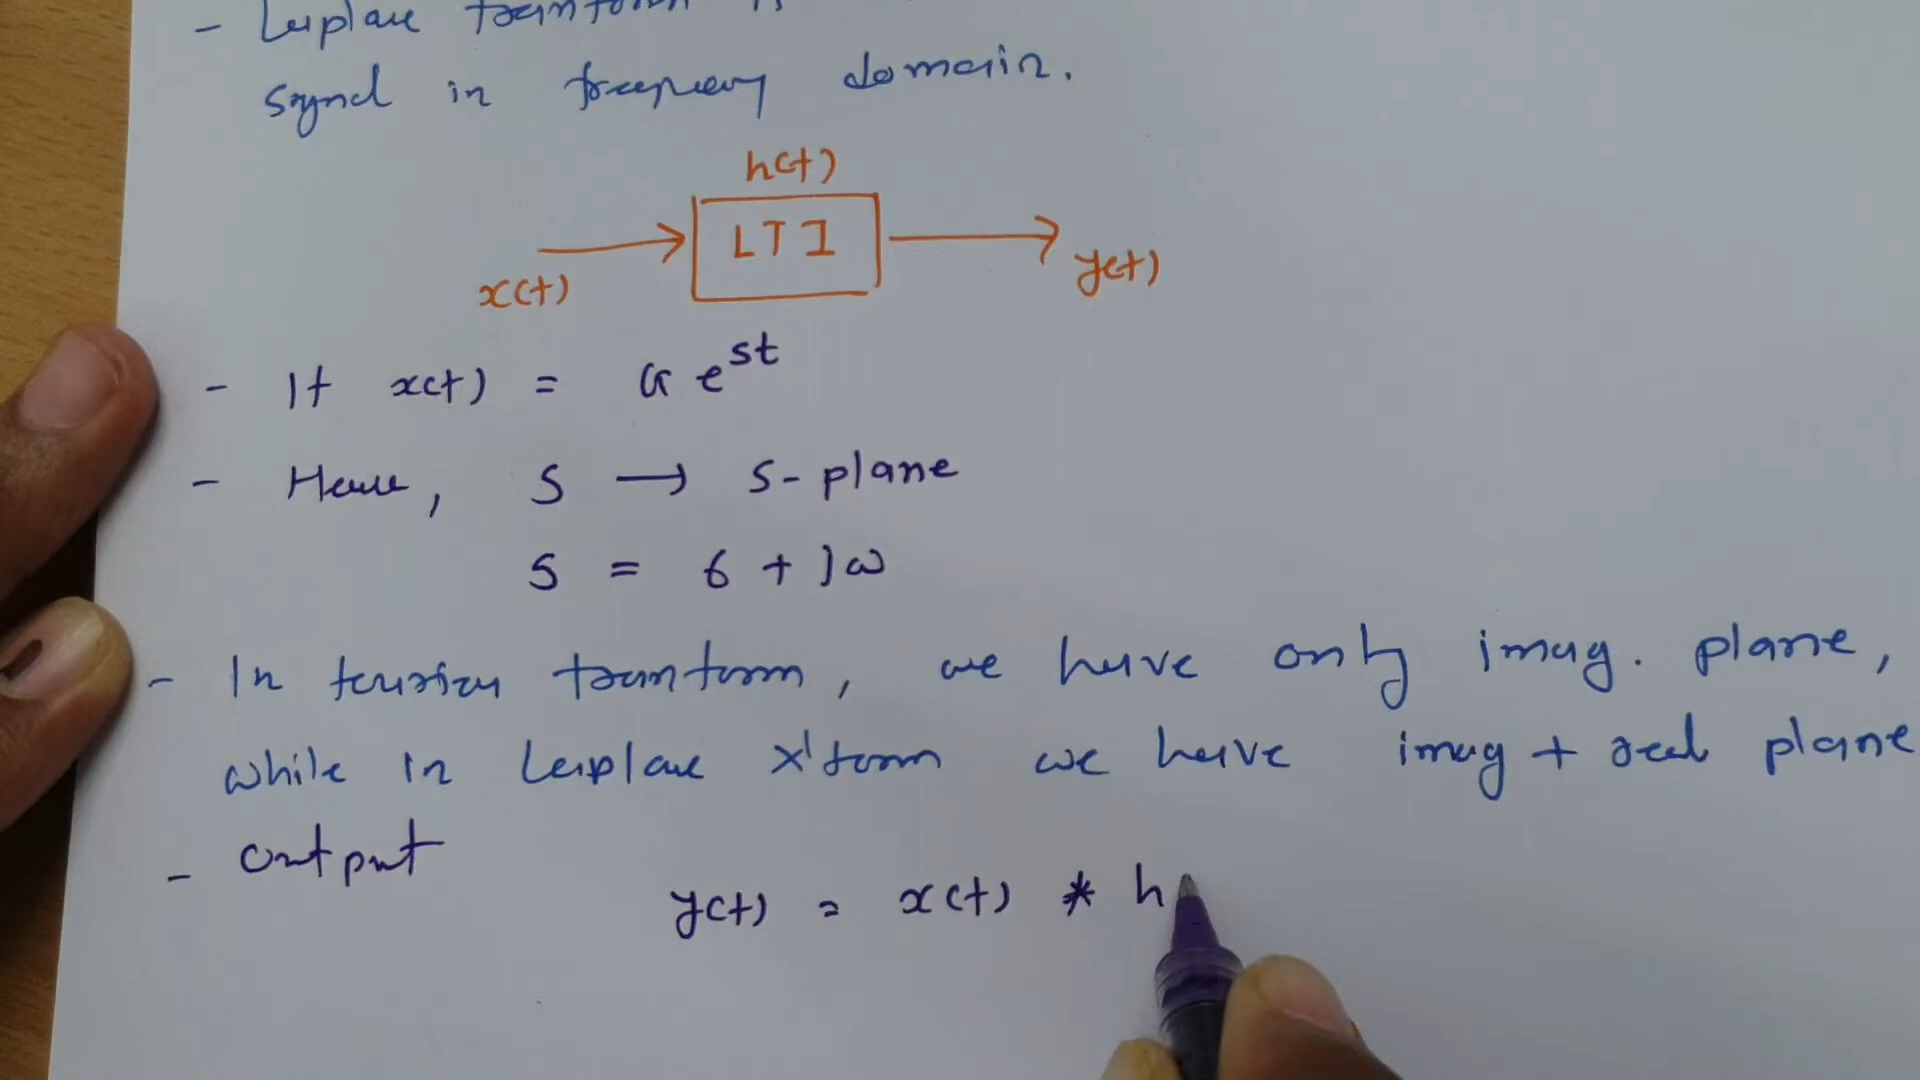 - Laplace transform is
signal in frequency domain.
h(t)
LTI
x(t)
y(t)
- If x(t) = G e^st
- Here, S → S-plane
S = σ + jω
- In fourier transform, we have only imag. plane,
while in Laplace x'form we have imag + real plane
- output
y(t) = x(t) * h